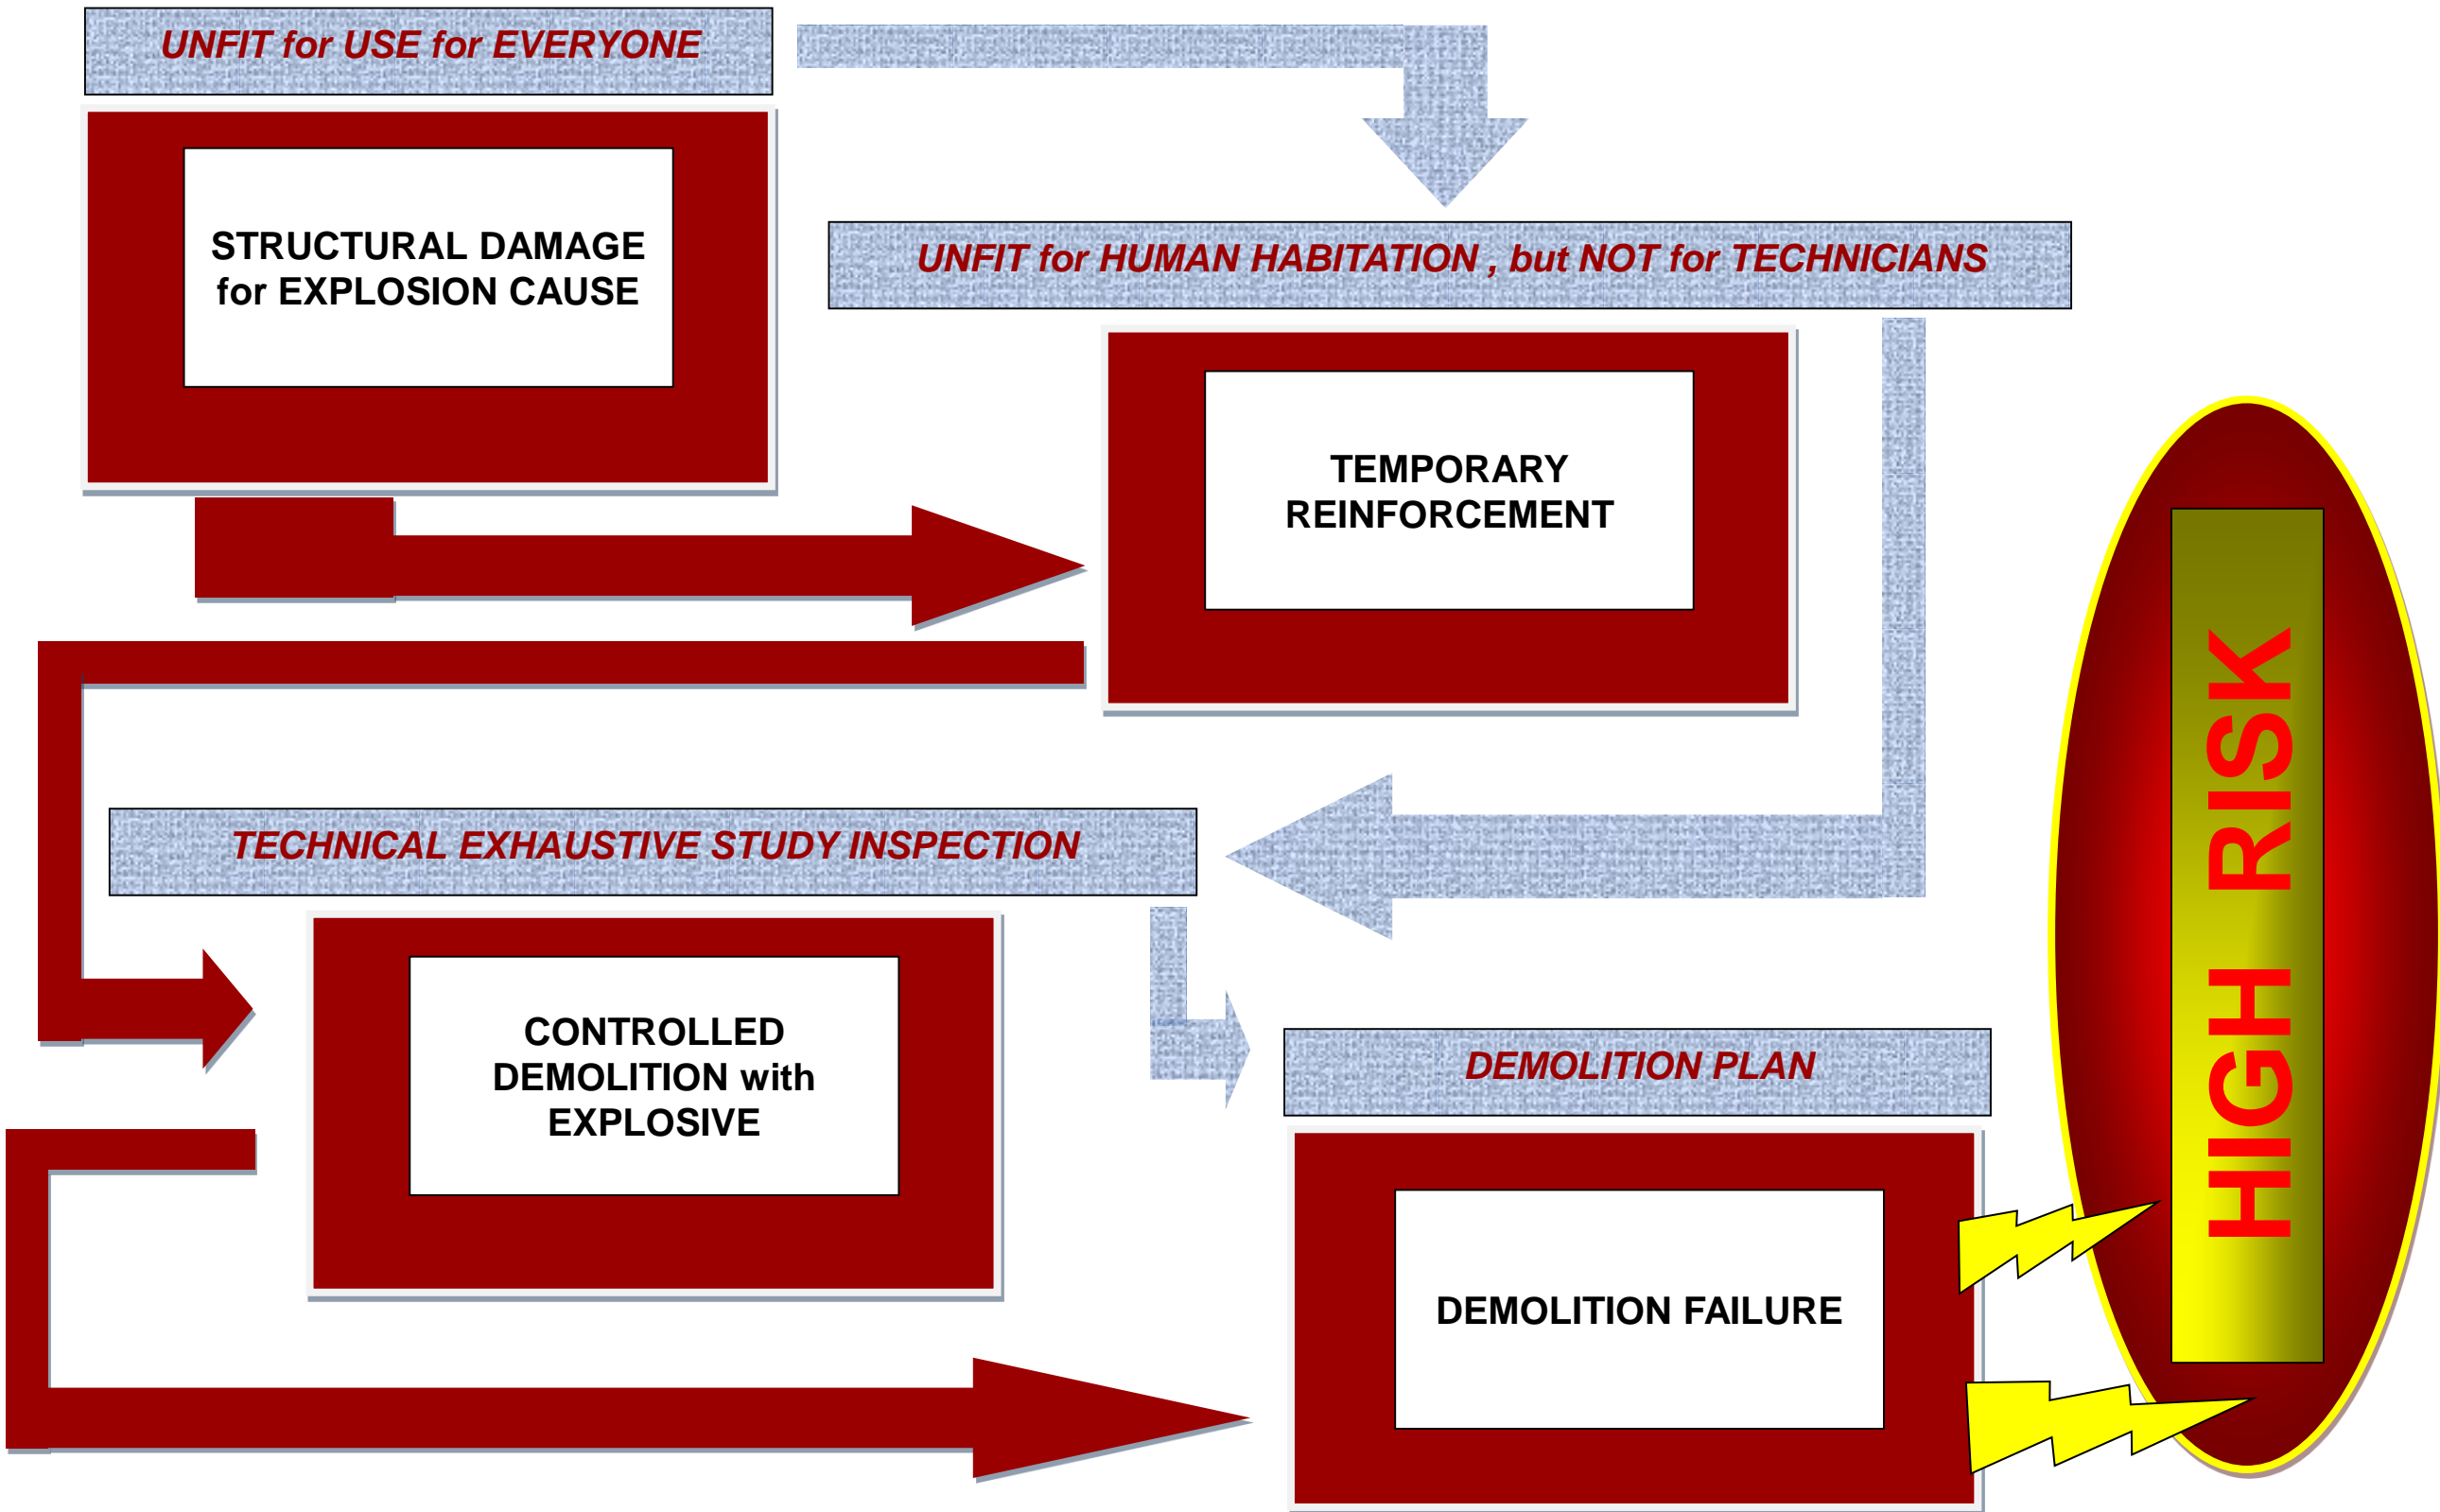 UNFIT for USE for EVERYONE
STRUCTURAL DAMAGE
for EXPLOSION CAUSE
UNFIT for HUMAN HABITATION , but NOT for TECHNICIANS
TEMPORARY
REINFORCEMENT
TECHNICAL EXHAUSTIVE STUDY INSPECTION
CONTROLLED
DEMOLITION with
EXPLOSIVE
DEMOLITION PLAN
DEMOLITION FAILURE
HIGH RISK